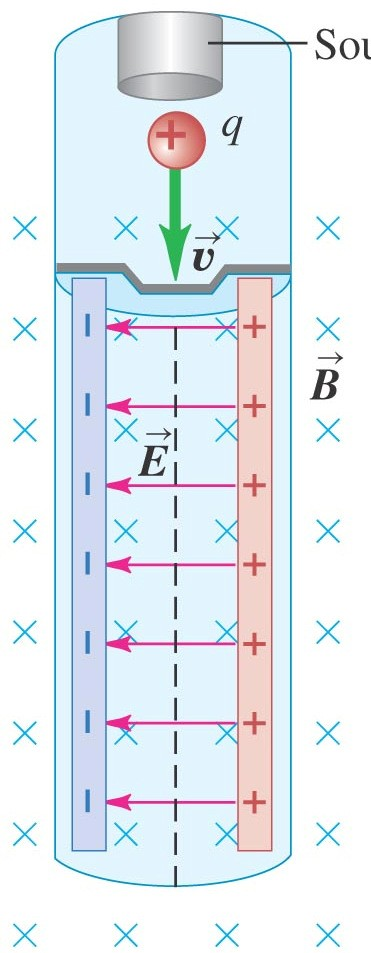 Sou
+ q
v⃗
B⃗
E⃗
− +
− +
− +
− +
− +
− +
− +